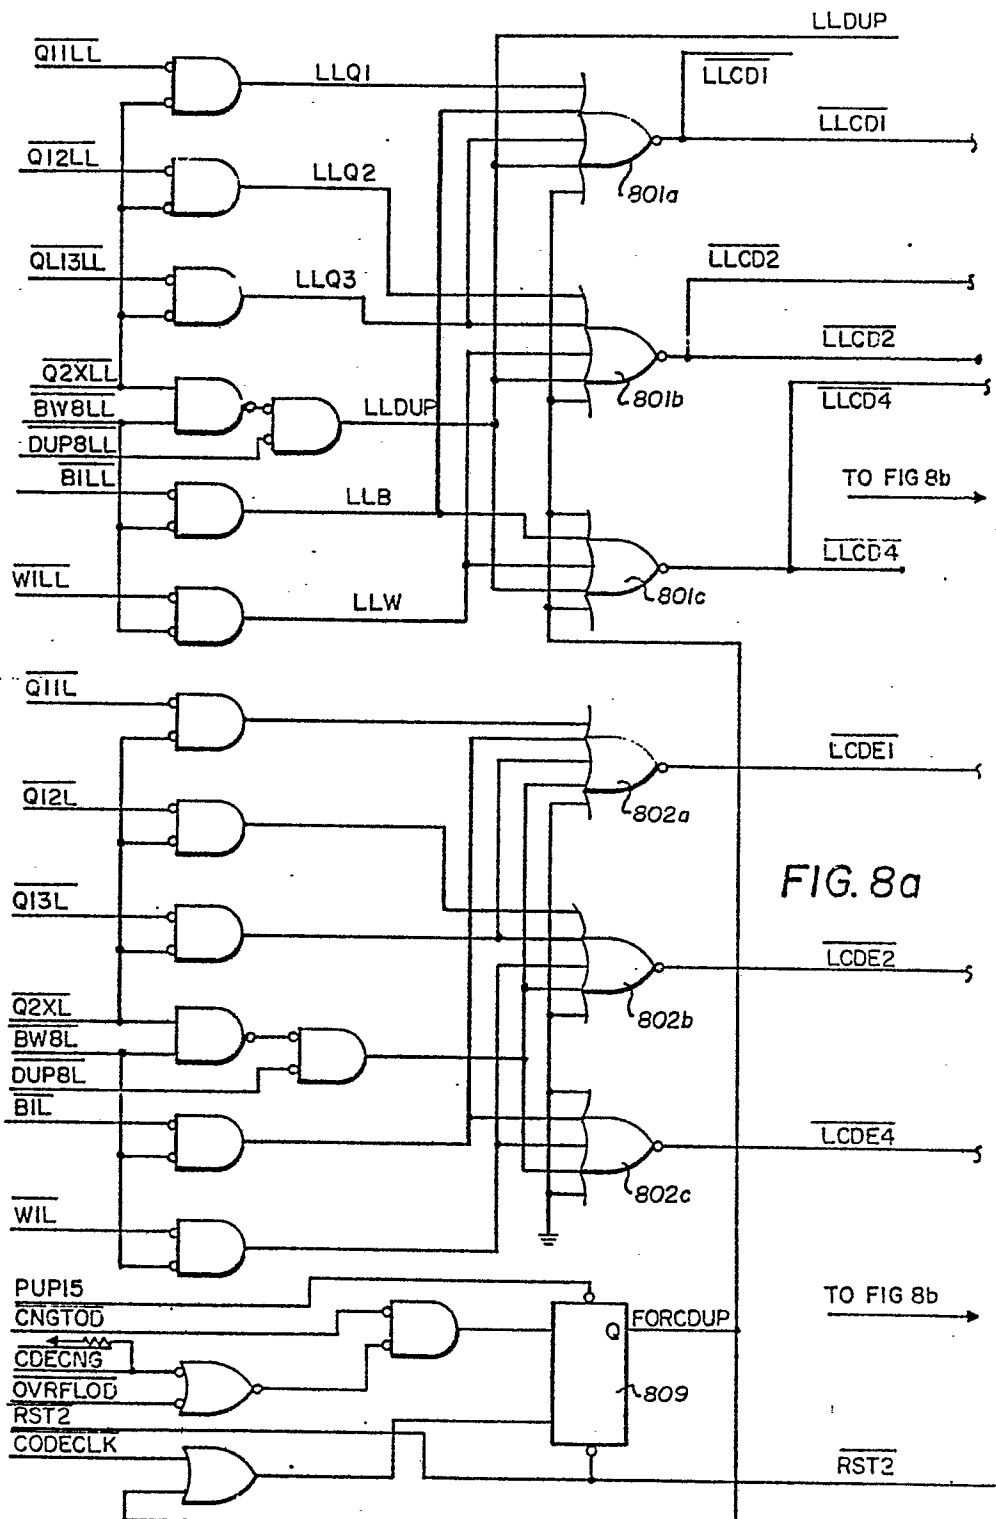 LLDUP
Q11LL
LLCD1
LLQ1
LLCD1
Q12LL
LLQ2
801a
QL13LL
LLCD2
LLQ3
LLCD2
Q2XLL
801b
LLCD4
BW8LL
LLDUP
DUP8LL
B1LL
TO FIG 8b
LLB
LLCD4
W1LL
801c
LLW
Q11L
LCDE1
Q12L
802a
FIG. 8a
Q13L
LCDE2
Q2XL
802b
BW8L
DUP8L
B1L
LCDE4
802c
W1L
PUP15
TO FIG 8b
CNGTOD
Q
FORCDUP
CDECNG
OVRFLOD
809
RST2
CODECLK
RST2